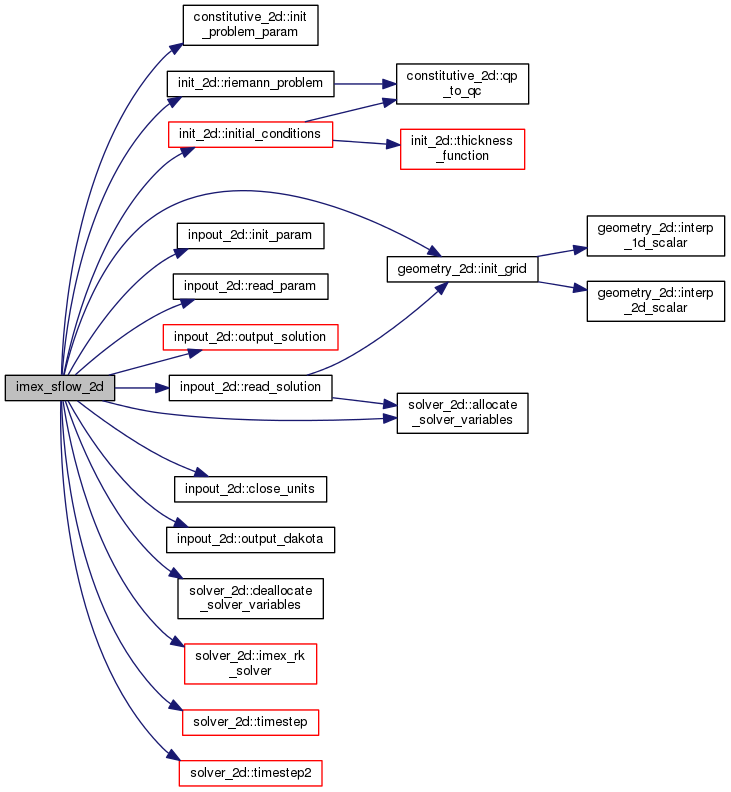 constitutive_2d::init
_problem_param
init_2d::riemann_problem
constitutive_2d::qp
_to_qc
init_2d::initial_conditions
init_2d::thickness
_function
inpout_2d::init_param
geometry_2d::interp
_1d_scalar
geometry_2d::init_grid
inpout_2d::read_param
geometry_2d::interp
_2d_scalar
inpout_2d::output_solution
imex_sflow_2d
inpout_2d::read_solution
solver_2d::allocate
_solver_variables
inpout_2d::close_units
inpout_2d::output_dakota
solver_2d::deallocate
_solver_variables
solver_2d::imex_rk
_solver
solver_2d::timestep
solver_2d::timestep2